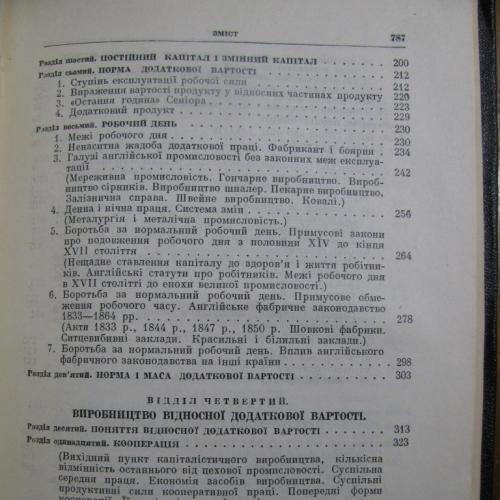 ЗМІСТ 787
Розділ шостий. ПОСТІЙНИЙ КАПІТАЛ І ЗМІННИЙ КАПІТАЛ 200
Розділ сьомий. НОРМА ДОДАТКОВОЇ ВАРТОСТІ 212
1. Ступінь експлуатації робочої сили 212
2. Вираження вартості продукту у відносних частинах продукту 220
3. «Остання година» Сеніора 223
4. Додатковий продукт 229
Розділ восьмий. РОБОЧИЙ ДЕНЬ 230
1. Межі робочого дня 230
2. Ненаситна жадоба додаткової праці. Фабрикант і боярин 234
3. Галузі англійської промисловості без законних меж експлуа-
тації 242
(Мереживна промисловість. Гончарне виробництво. Вироб-
ництво сірників. Виробництво шпалер. Пекарне виробництво.
Залізнична справа. Швейне виробництво. Ковалі.)
4. Денна і нічна праця. Система змін 256
(Металургія і металічна промисловість.)
5. Боротьба за нормальний робочий день. Примусові закони
про подовження робочого дня з половини XIV до кінця
XVII століття 264
(Нещадне ставлення капіталу до здоров'я і життя робітни-
ків. Англійські статути про робітників. Межі робочого дня
в XVII столітті до епохи великої промисловості.)
6. Боротьба за нормальний робочий день. Примусове обме-
ження робочого часу. Англійське фабричне законодавство
1833—1864 рр. 278
(Акти 1833 р., 1844 р., 1847 р., 1850 р. Шовкові фабрики.
Ситцевибивні заклади. Красильні і білильні заклади.)
7. Боротьба за нормальний робочий день. Вплив англійського
фабричного законодавства на інші країни 298
Розділ дев'ятий. НОРМА І МАСА ДОДАТКОВОЇ ВАРТОСТІ 303
ВІДДІЛ ЧЕТВЕРТИЙ.
ВИРОБНИЦТВО ВІДНОСНОЇ ДОДАТКОВОЇ ВАРТОСТІ.
Розділ десятий. ПОНЯТТЯ ВІДНОСНОЇ ДОДАТКОВОЇ ВАРТОСТІ 313
Розділ одинадцятий. КООПЕРАЦІЯ 323
(Вихідний пункт капіталістичного виробництва, кількісна
відмінність останнього від цехової промисловості. Суспільна
середня праця. Економія засобів виробництва. Суспільні
продуктивні сили кооперативної праці. Попередні форми